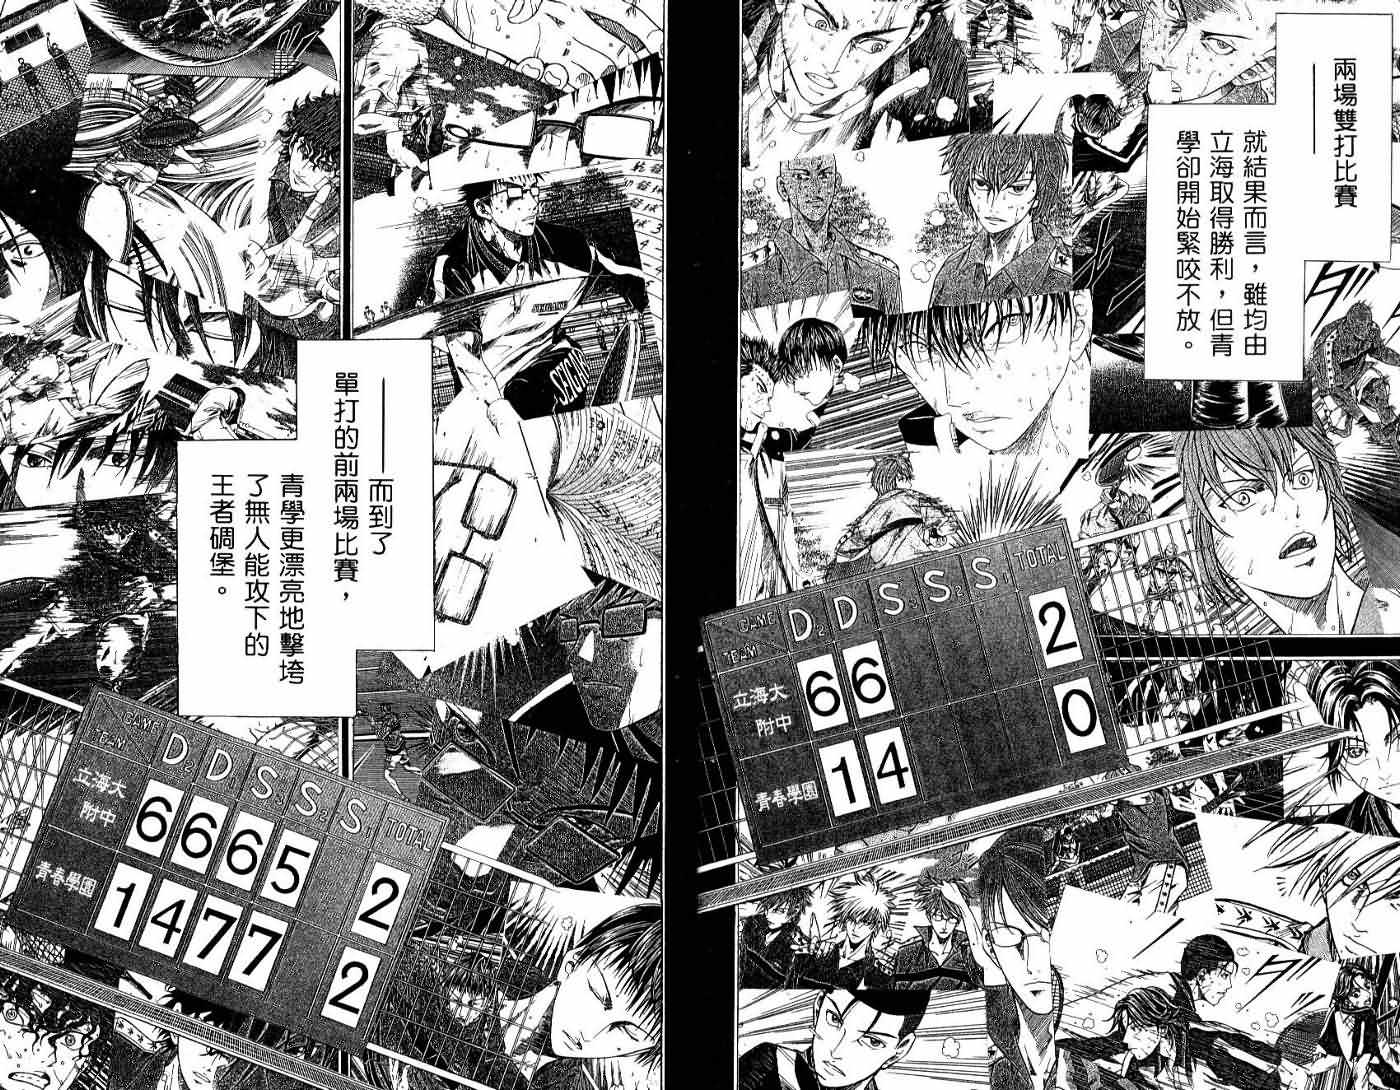 兩場雙打比賽
————
就結果而言，雖均由
立海取得勝利，但青
學卻開始緊咬不放。
GAME
TEAM
D2 D1 S3 S2 S1 TOTAL
立海大
附中
6 6 2
青春學園
1 4 0
————而到了
單打的前兩場比賽，
青學更漂亮地擊垮
了無人能攻下的
王者碉堡。
GAME
TEAM
D2 D1 S3 S2 S1 TOTAL
立海大
附中
6 6 6 5 2
青春學園
1 4 7 7 2